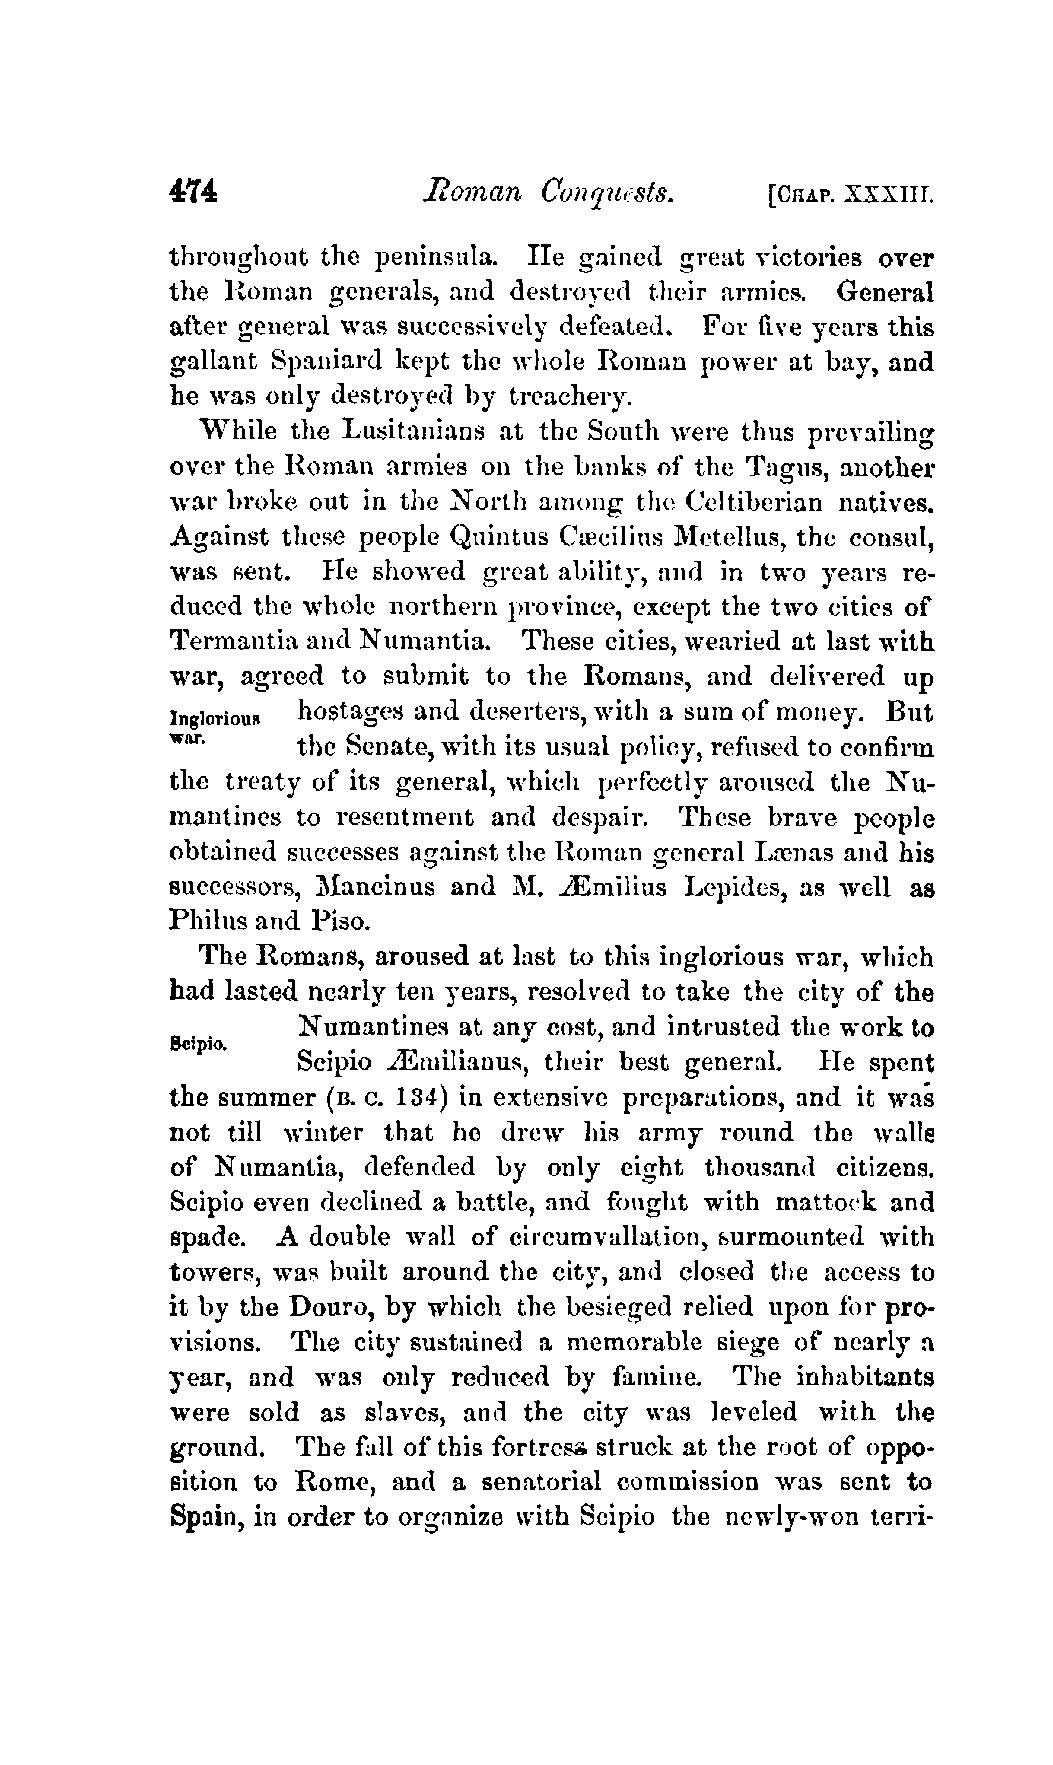 474 Roman Conquests. [CHAP. XXXIII.
throughout the peninsula. He gained great victories over
the Roman generals, and destroyed their armies. General
after general was successively defeated. For five years this
gallant Spaniard kept the whole Roman power at bay, and
he was only destroyed by treachery.
While the Lusitanians at the South were thus prevailing
over the Roman armies on the banks of the Tagus, another
war broke out in the North among the Celtiberian natives.
Against these people Quintus Cæcilius Metellus, the consul,
was sent. He showed great ability, and in two years re-
duced the whole northern province, except the two cities of
Termantia and Numantia. These cities, wearied at last with
war, agreed to submit to the Romans, and delivered up
Inglorious hostages and deserters, with a sum of money. But
war. the Senate, with its usual policy, refused to confirm
the treaty of its general, which perfectly aroused the Nu-
mantines to resentment and despair. These brave people
obtained successes against the Roman general Lænas and his
successors, Mancinus and M. Æmilius Lepides, as well as
Philus and Piso.
The Romans, aroused at last to this inglorious war, which
had lasted nearly ten years, resolved to take the city of the
Numantines at any cost, and intrusted the work to
Scipio.
Scipio Æmilianus, their best general. He spent
the summer (B. C. 134) in extensive preparations, and it was
not till winter that he drew his army round the walls
of Numantia, defended by only eight thousand citizens.
Scipio even declined a battle, and fought with mattock and
spade. A double wall of circumvallation, surmounted with
towers, was built around the city, and closed the access to
it by the Douro, by which the besieged relied upon for pro-
visions. The city sustained a memorable siege of nearly a
year, and was only reduced by famine. The inhabitants
were sold as slaves, and the city was leveled with the
ground. The fall of this fortress struck at the root of oppo-
sition to Rome, and a senatorial commission was sent to
Spain, in order to organize with Scipio the newly-won terri-